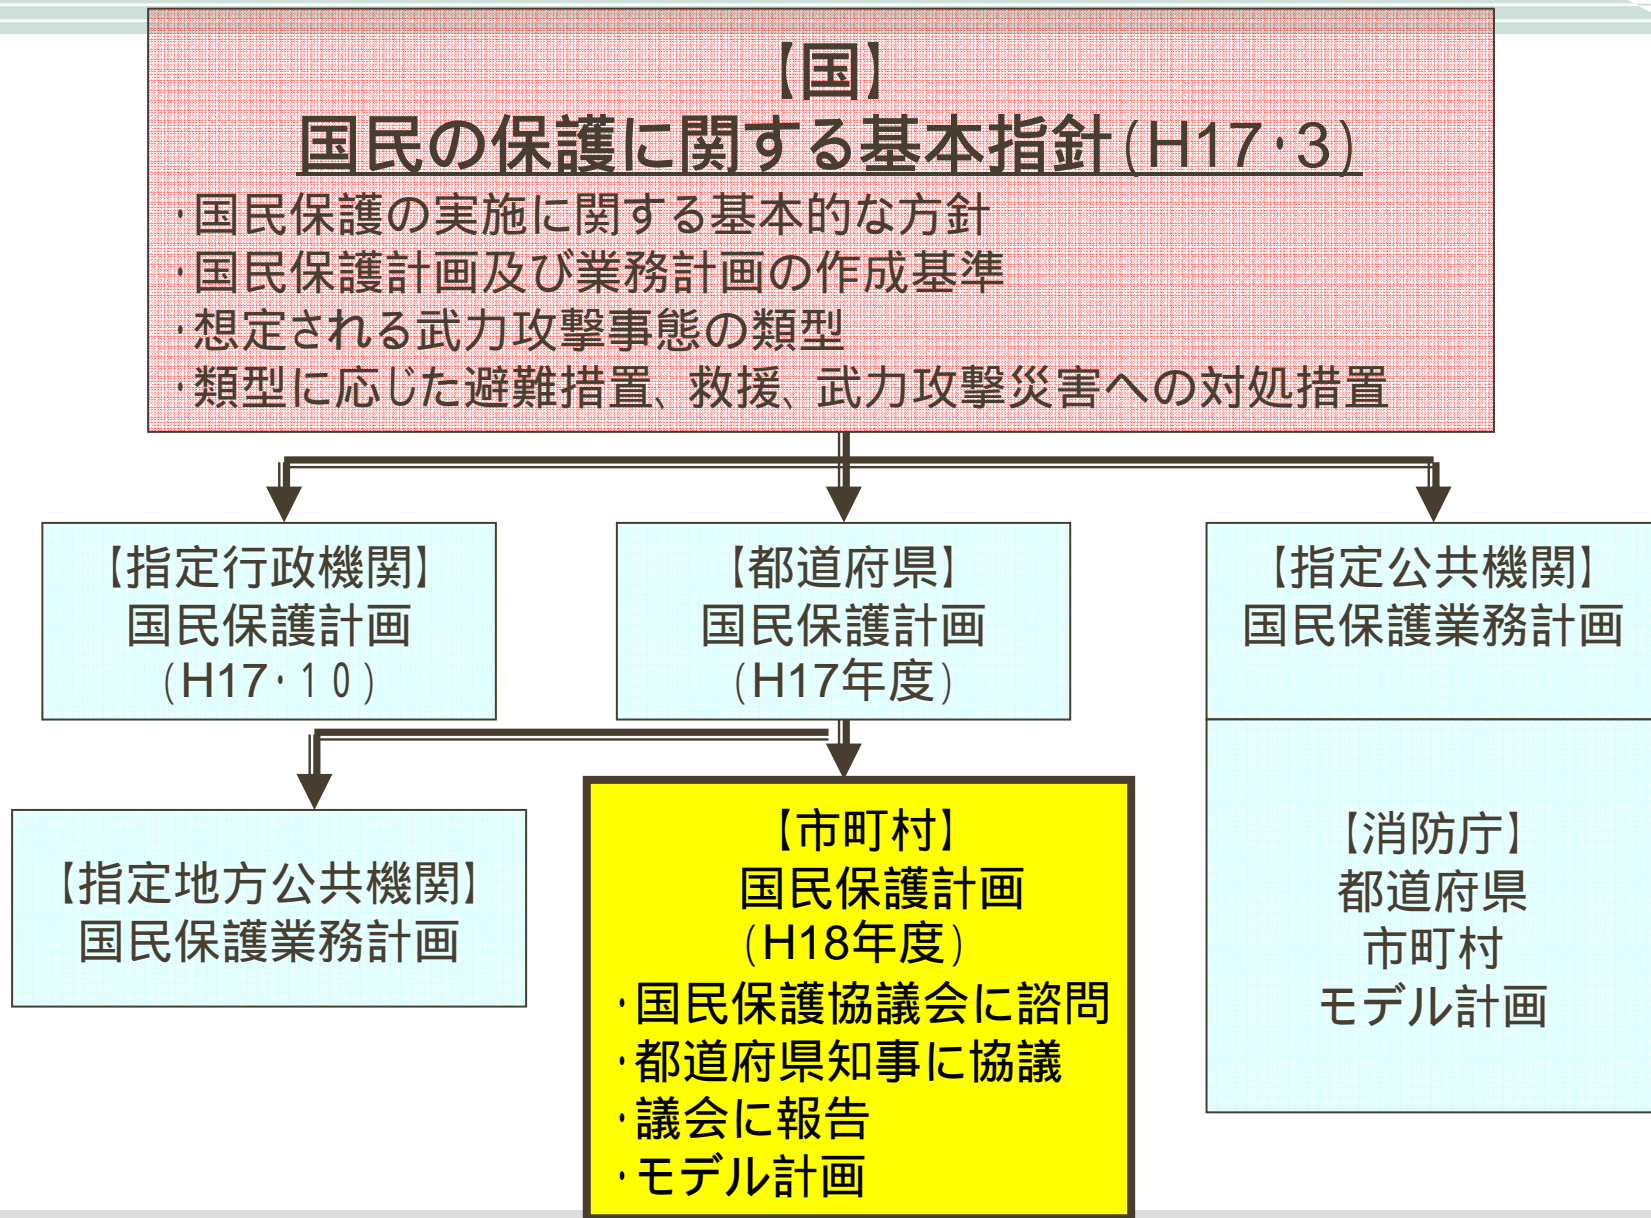 【国】
国民の保護に関する基本指針(H17・3)
・国民保護の実施に関する基本的な方針
・国民保護計画及び業務計画の作成基準
・想定される武力攻撃事態の類型
・類型に応じた避難措置、救援、武力攻撃災害への対処措置
【指定行政機関】
国民保護計画
(H17・10)
【都道府県】
国民保護計画
(H17年度)
【指定公共機関】
国民保護業務計画
【指定地方公共機関】
国民保護業務計画
【市町村】
国民保護計画
(H18年度)
・国民保護協議会に諮問
・都道府県知事に協議
・議会に報告
・モデル計画
【消防庁】
都道府県
市町村
モデル計画